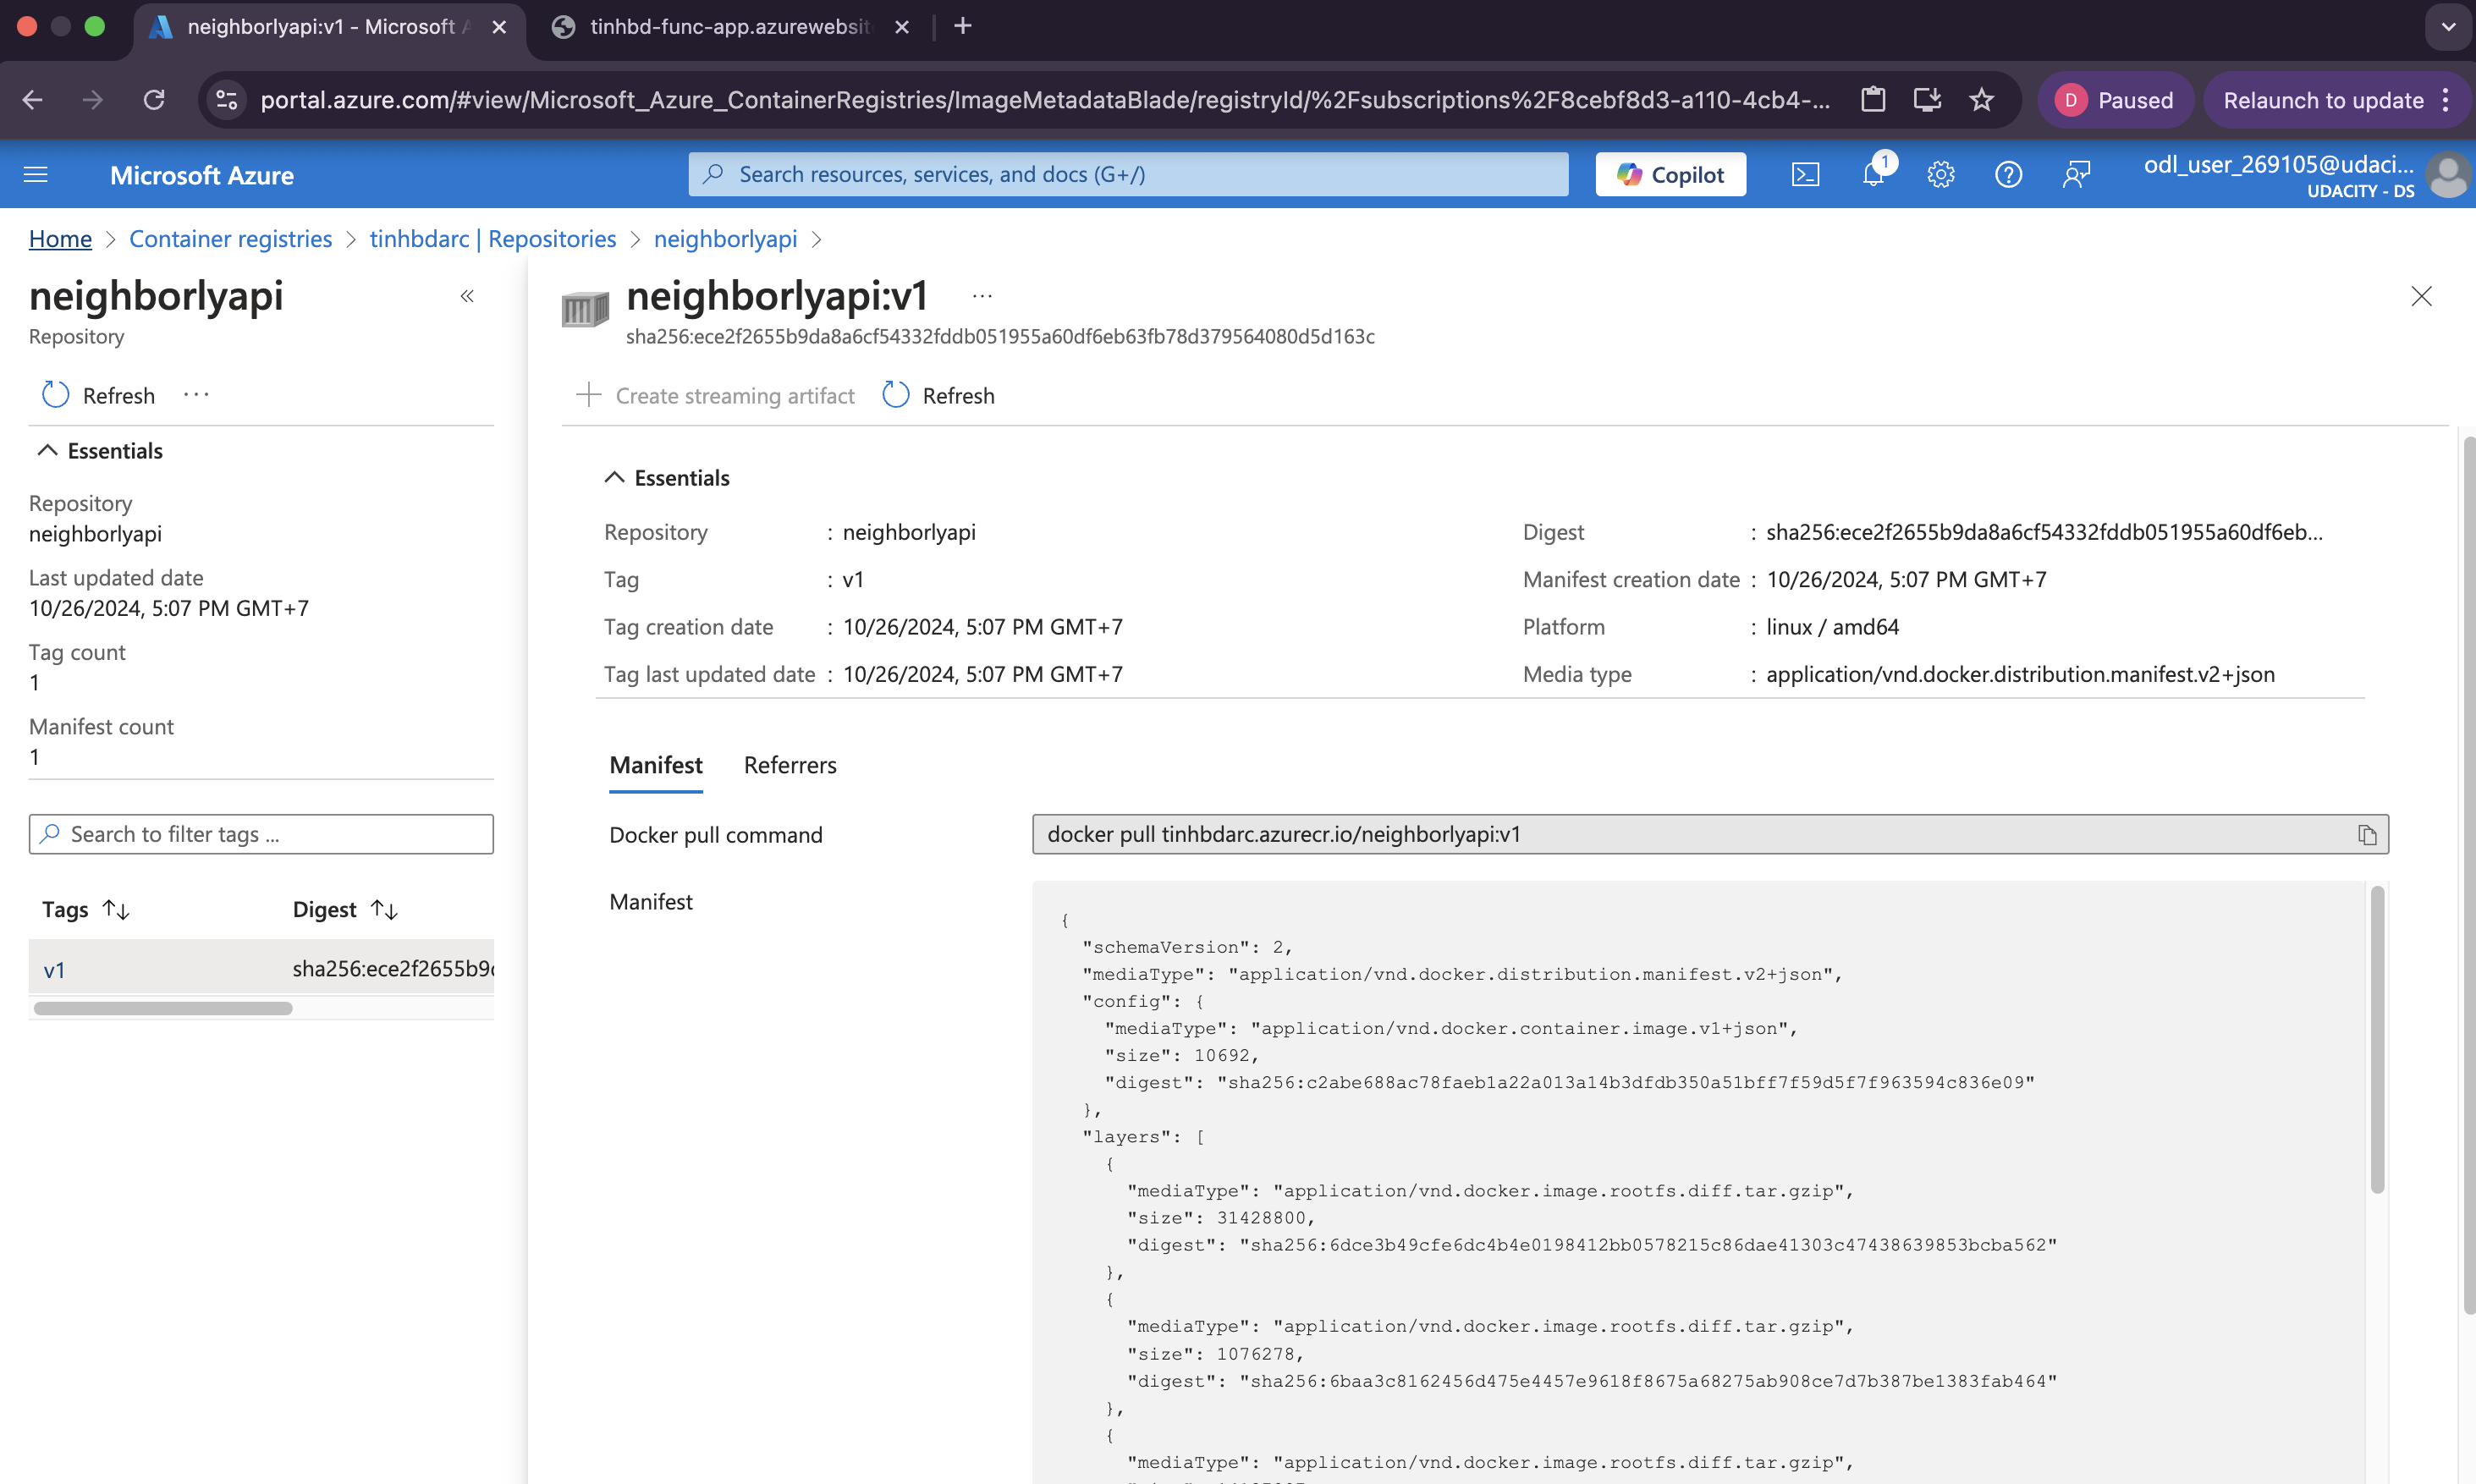 neighborlyapi:v1 - Microsoft A
tinhbd-func-app.azurewebsit
portal.azure.com/#view/Microsoft_Azure_ContainerRegistries/ImageMetadataBlade/registryId/%2Fsubscriptions%2F8cebf8d3-a110-4cb4-...
D Paused
Relaunch to update
Microsoft Azure
Search resources, services, and docs (G+/)
Copilot
1
odl_user_269105@udaci...
UDACITY - DS
Home > Container registries > tinhbdarc | Repositories > neighborlyapi >
neighborlyapi
Repository
Refresh ...
Essentials
Repository
neighborlyapi
Last updated date
10/26/2024, 5:07 PM GMT+7
Tag count
1
Manifest count
1
Search to filter tags ...
Tags Digest
v1 sha256:ece2f2655b9
neighborlyapi:v1 ...
sha256:ece2f2655b9da8a6cf54332fddb051955a60df6eb63fb78d379564080d5d163c
Create streaming artifact Refresh
Essentials
Repository : neighborlyapi
Tag : v1
Tag creation date : 10/26/2024, 5:07 PM GMT+7
Tag last updated date : 10/26/2024, 5:07 PM GMT+7
Digest : sha256:ece2f2655b9da8a6cf54332fddb051955a60df6eb...
Manifest creation date : 10/26/2024, 5:07 PM GMT+7
Platform : linux / amd64
Media type : application/vnd.docker.distribution.manifest.v2+json
Manifest Referrers
Docker pull command docker pull tinhbdarc.azurecr.io/neighborlyapi:v1
Manifest
{
"schemaVersion": 2,
"mediaType": "application/vnd.docker.distribution.manifest.v2+json",
"config": {
"mediaType": "application/vnd.docker.container.image.v1+json",
"size": 10692,
"digest": "sha256:c2abe688ac78faeb1a22a013a14b3dfdb350a51bff7f59d5f7f963594c836e09"
},
"layers": [
{
"mediaType": "application/vnd.docker.image.rootfs.diff.tar.gzip",
"size": 31428800,
"digest": "sha256:6dce3b49cfe6dc4b4e0198412bb0578215c86dae41303c47438639853bcba562"
},
{
"mediaType": "application/vnd.docker.image.rootfs.diff.tar.gzip",
"size": 1076278,
"digest": "sha256:6baa3c8162456d475e4457e9618f8675a68275ab908ce7d7b387be1383fab464"
},
{
"mediaType": "application/vnd.docker.image.rootfs.diff.tar.gzip",